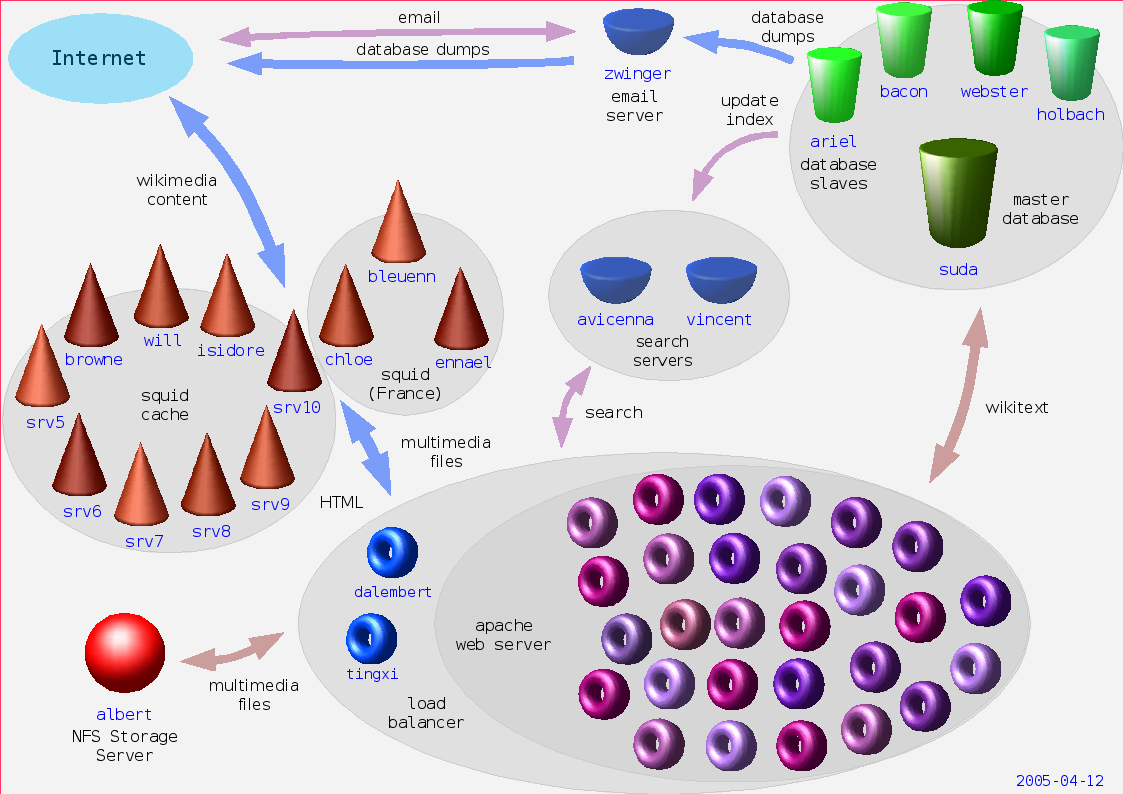 Internet
email
database dumps
zwinger
email
server
database
dumps
update
index
bacon
webster
holbach
ariel
database
slaves
master
database
suda
wikimedia
content
bleuenn
chloe
ennael
squid
(France)
avicenna
vincent
search
servers
browne
will
isidore
srv5
squid
cache
srv10
srv6
srv7
srv8
srv9
search
wikitext
multimedia
files
HTML
dalembert
tingxi
apache
web server
load
balancer
albert
NFS Storage
Server
multimedia
files
2005-04-12